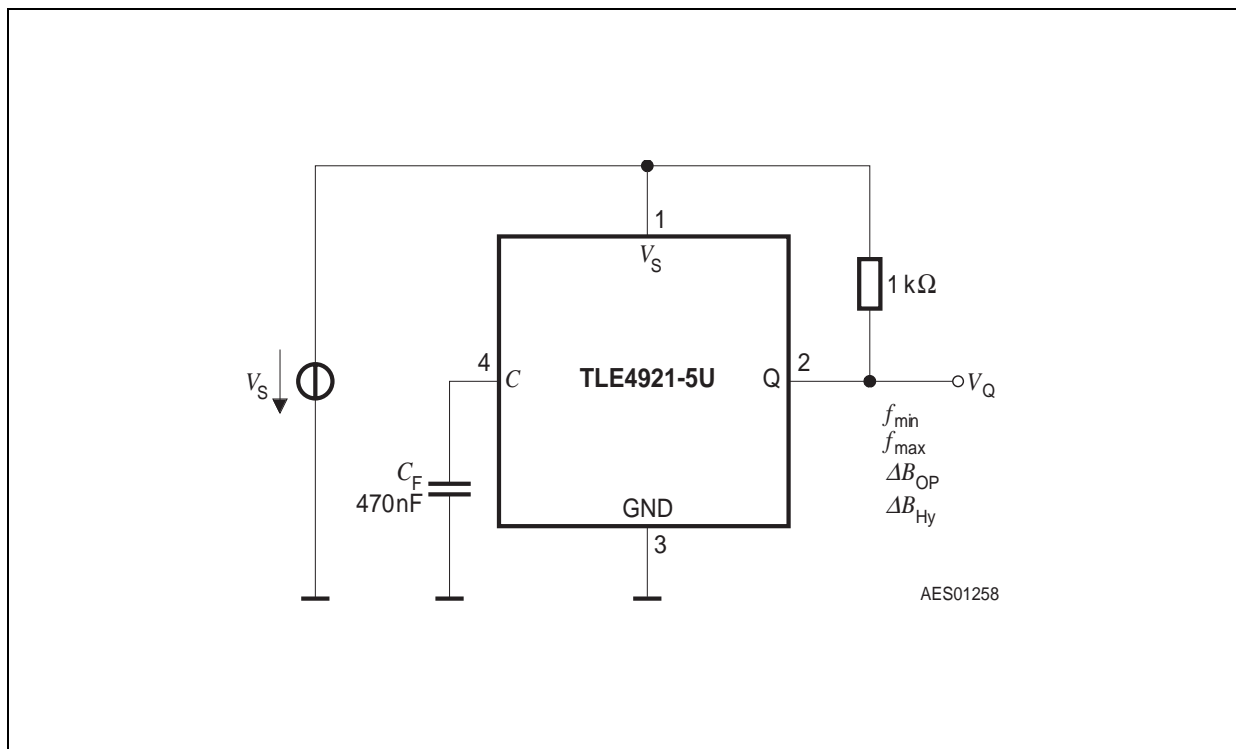 1
V_S
1 kΩ
V_S
4
C
TLE4921-5U
Q
2
V_Q
f_min
f_max
ΔB_OP
ΔB_Hy
C_F
470nF
GND
3
AES01258